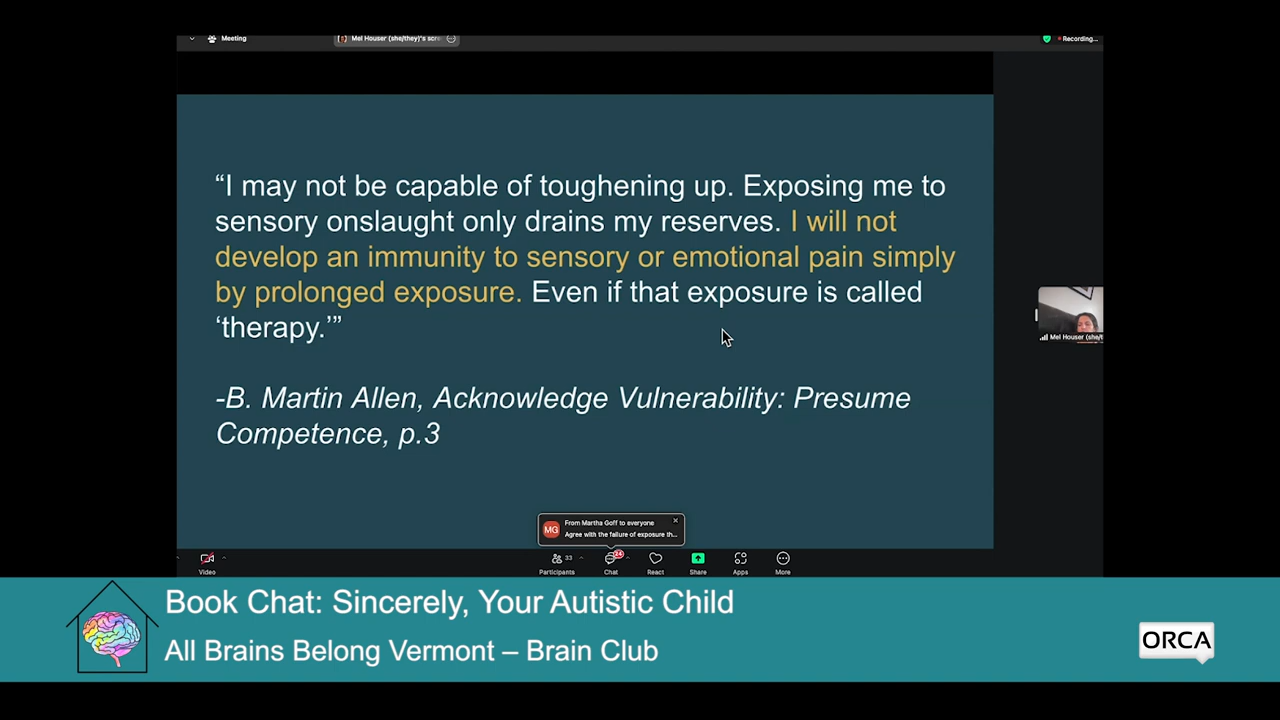 Meeting
Mel Houser (she/they)'s scre
Recording...
“I may not be capable of toughening up. Exposing me to
sensory onslaught only drains my reserves. I will not
develop an immunity to sensory or emotional pain simply
by prolonged exposure. Even if that exposure is called
‘therapy.’”
-B. Martin Allen, Acknowledge Vulnerability: Presume
Competence, p.3
Mel Houser (she/they)
MG
From Martha Goff to everyone
Agree with the failure of exposure th...
Video
33
Participants
24
Chat
React
Share
Apps
More
Book Chat: Sincerely, Your Autistic Child
All Brains Belong Vermont – Brain Club
ORCA